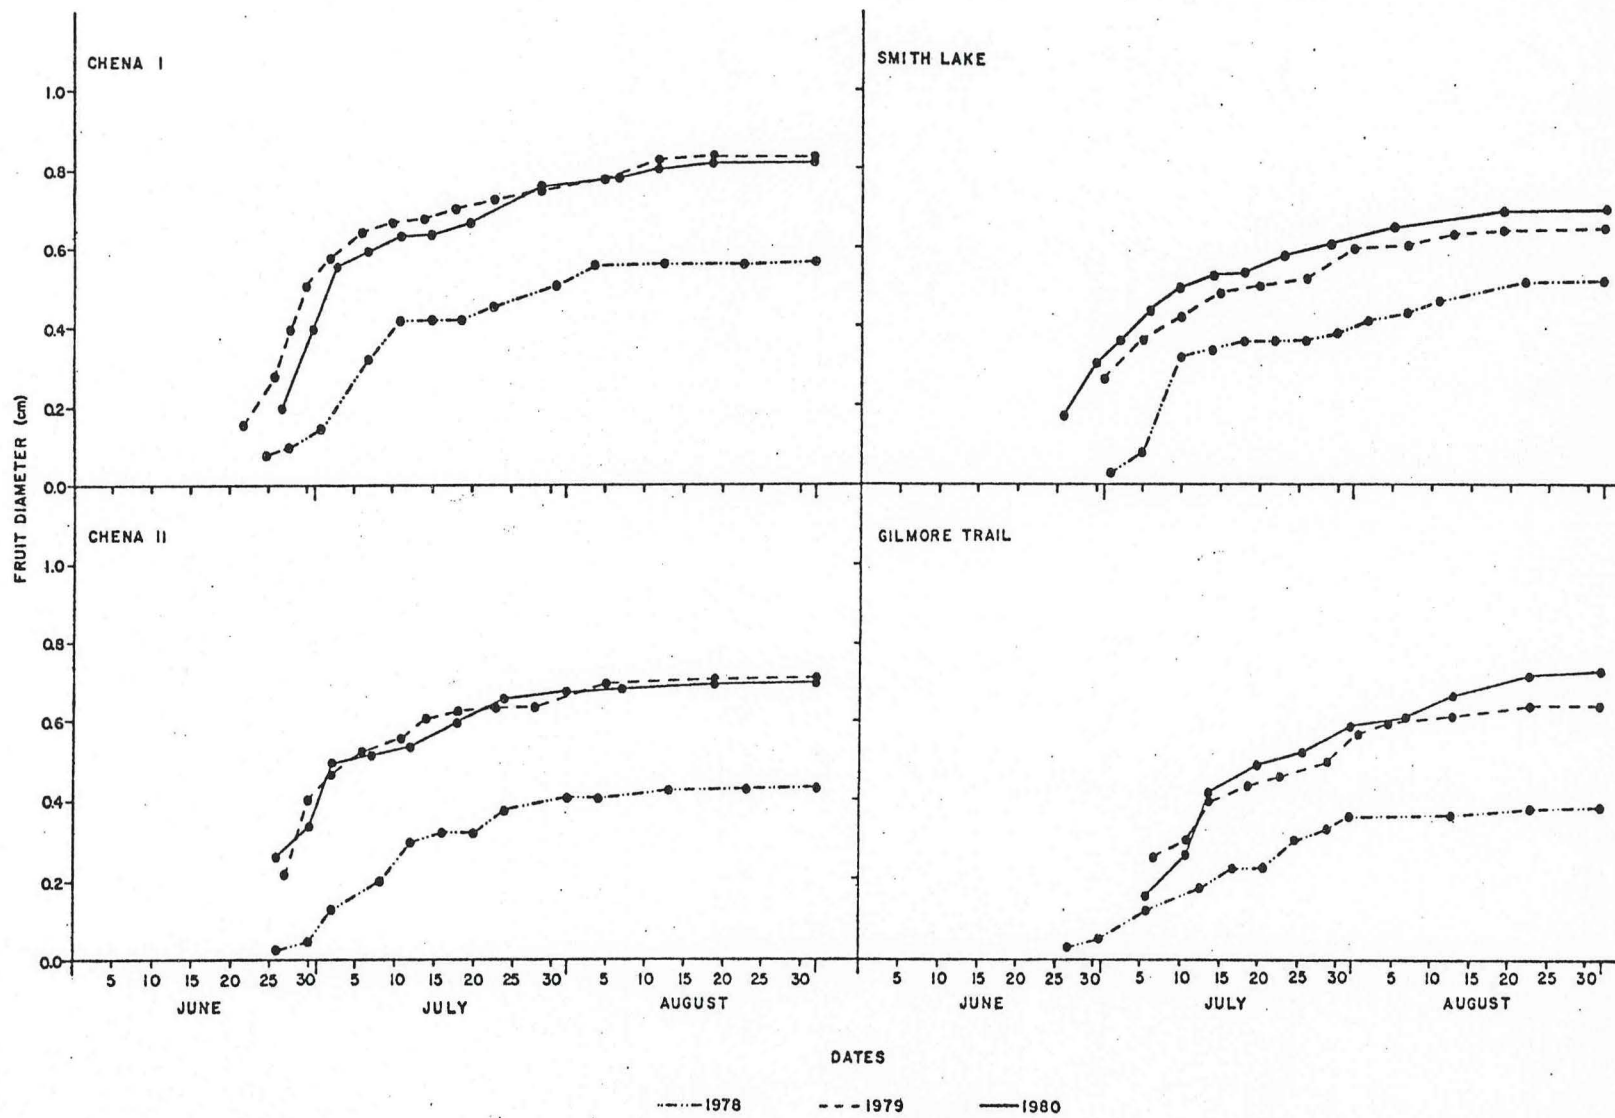 CHENA I
SMITH LAKE
1.0
0.8
0.6
0.4
0.2
0.0
CHENA II
GILMORE TRAIL
FRUIT DIAMETER (cm)
1.0
0.8
0.6
0.4
0.2
0.0
5 10 15 20 25 30 5 10 15 20 25 30 5 10 15 20 25 30
5 10 15 20 25 30 5 10 15 20 25 30 5 10 15 20 25 30
JUNE JULY AUGUST
JUNE JULY AUGUST
DATES
1978 1979 1980